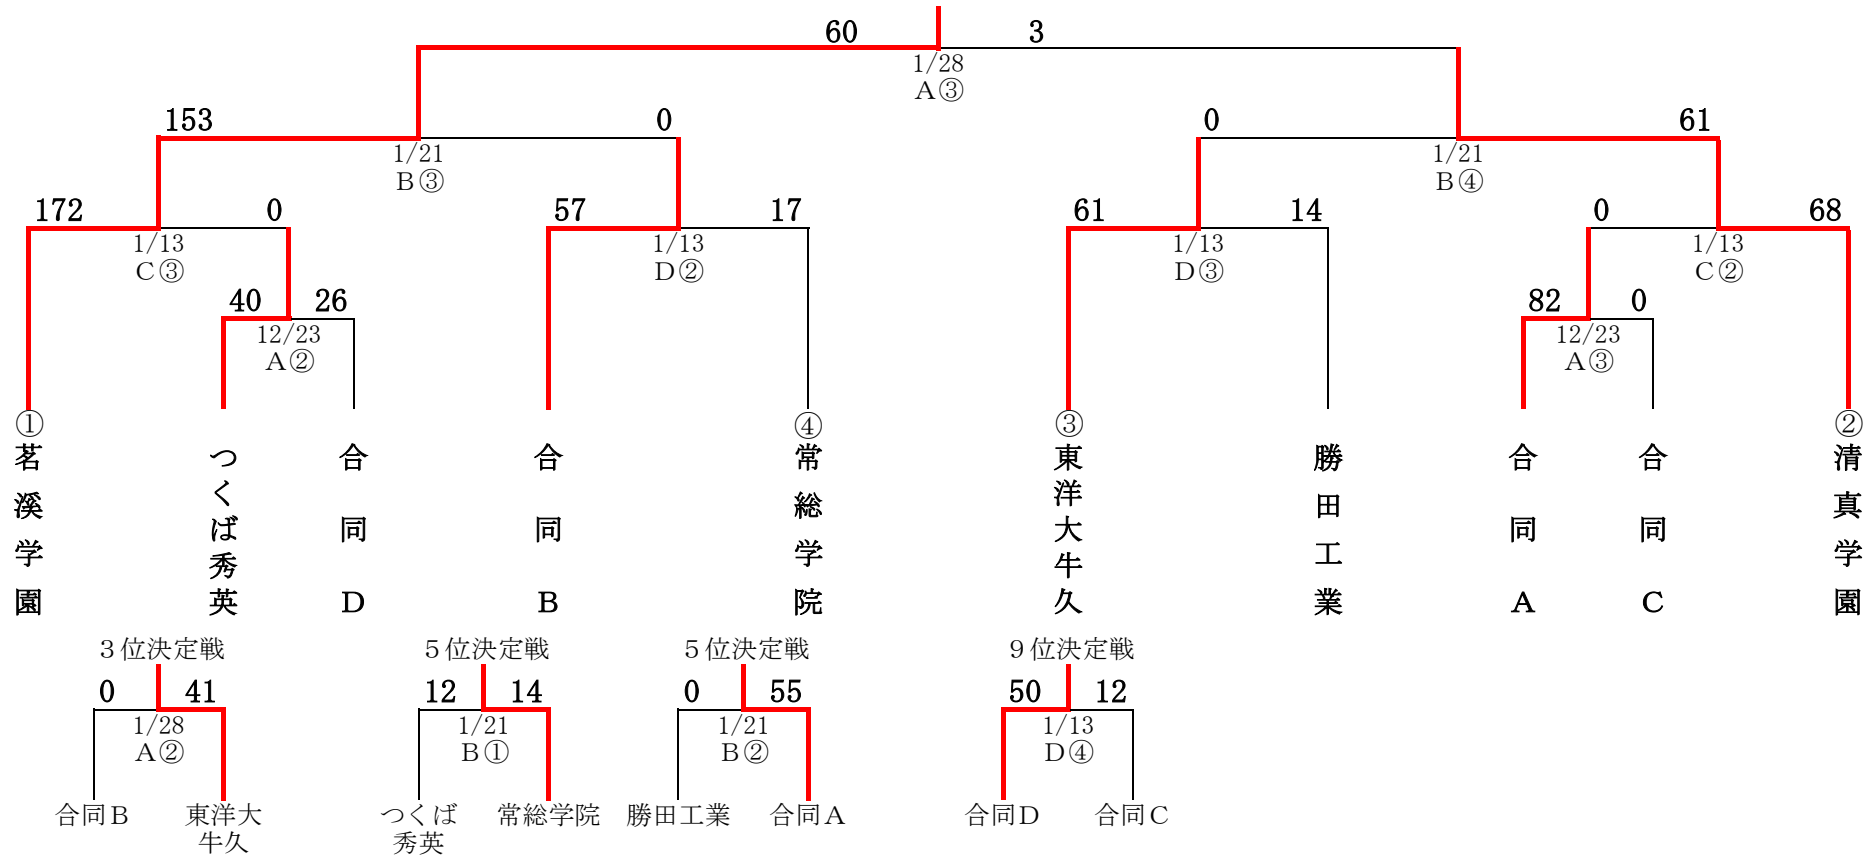 60 3
1/28
A③
153 0 0 61
1/21 1/21
B③ B④
172 0 57 17 61 14 0 68
1/13 1/13 1/13 1/13
C③ D② D③ C②
40 26 82 0
12/23 12/23
A② A③
①茗溪学園
つくば秀英
合同D
合同B
④常総学院
③東洋大牛久
勝田工業
合同A
合同C
②清真学園
3位決定戦 5位決定戦 5位決定戦 9位決定戦
0 41 12 14 0 55 50 12
1/28 1/21 1/21 1/13
A② B① B② D④
合同B 東洋大 つくば 常総学院 勝田工業 合同A 合同D 合同C
牛久 秀英